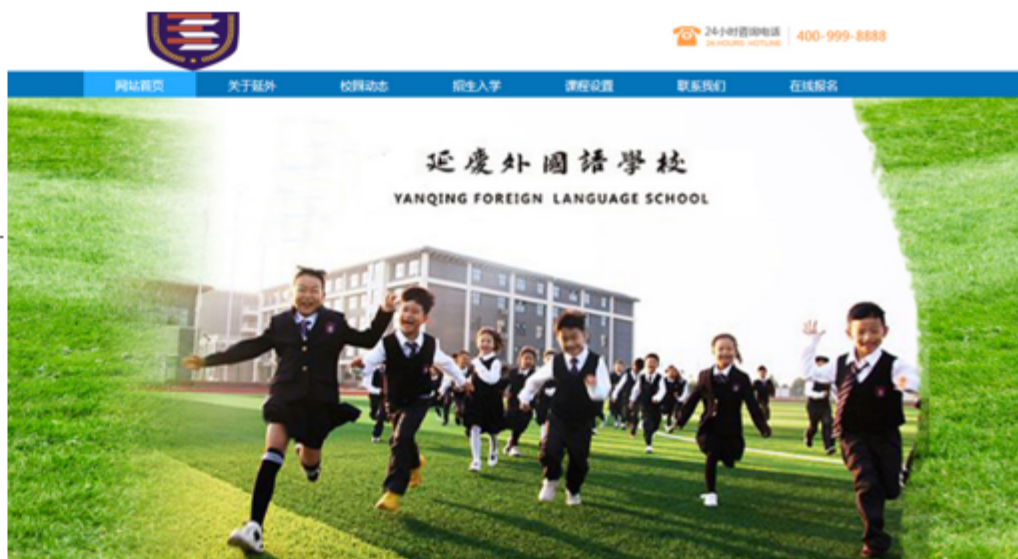 24小时咨询电话
24-HOURS HOTLINE
400-999-8888
网站首页 关于延外 校园动态 招生入学 课程设置 联系我们 在线报名
延慶外國語學校
YANQING FOREIGN LANGUAGE SCHOOL